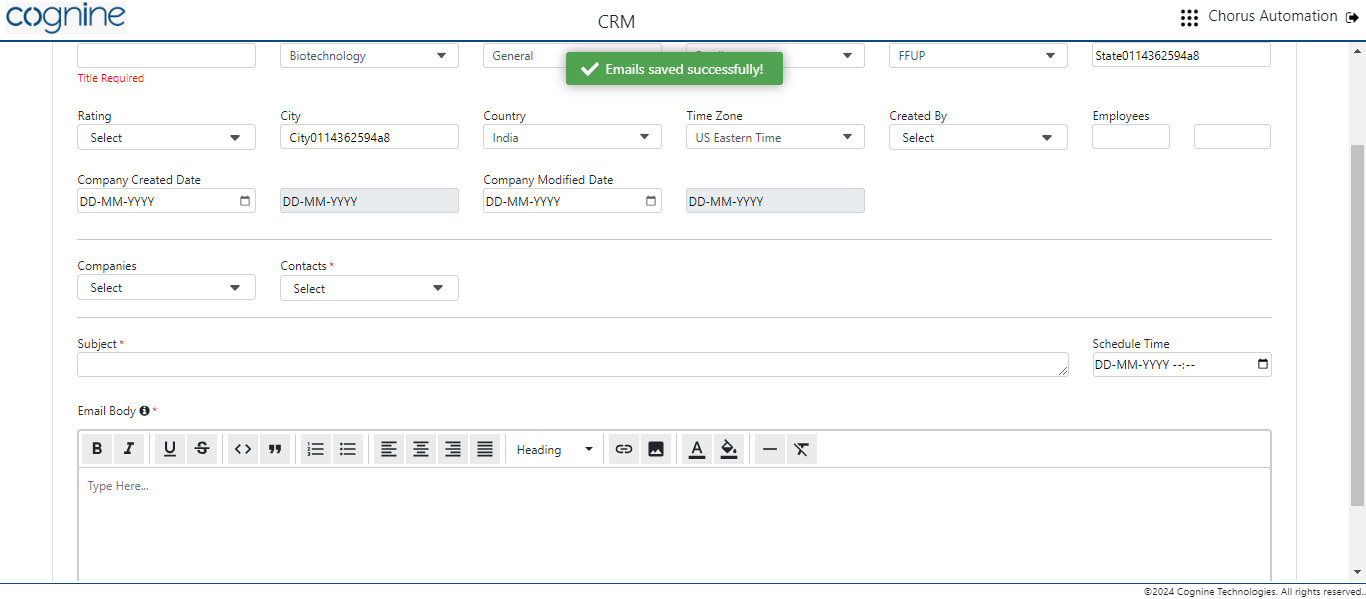 cognine
CRM
Chorus Automation
Biotechnology
General
FFUP
State0114362594a8
Emails saved successfully!
Title Required
Rating
City
Country
Time Zone
Created By
Employees
Select
City0114362594a8
India
US Eastern Time
Select
Company Created Date
Company Modified Date
DD-MM-YYYY
DD-MM-YYYY
DD-MM-YYYY
DD-MM-YYYY
Companies
Contacts *
Select
Select
Subject *
Schedule Time
DD-MM-YYYY --:--
Email Body *
B I U S
Heading
A
Type Here...
©2024 Cognine Technologies. All rights reserved.